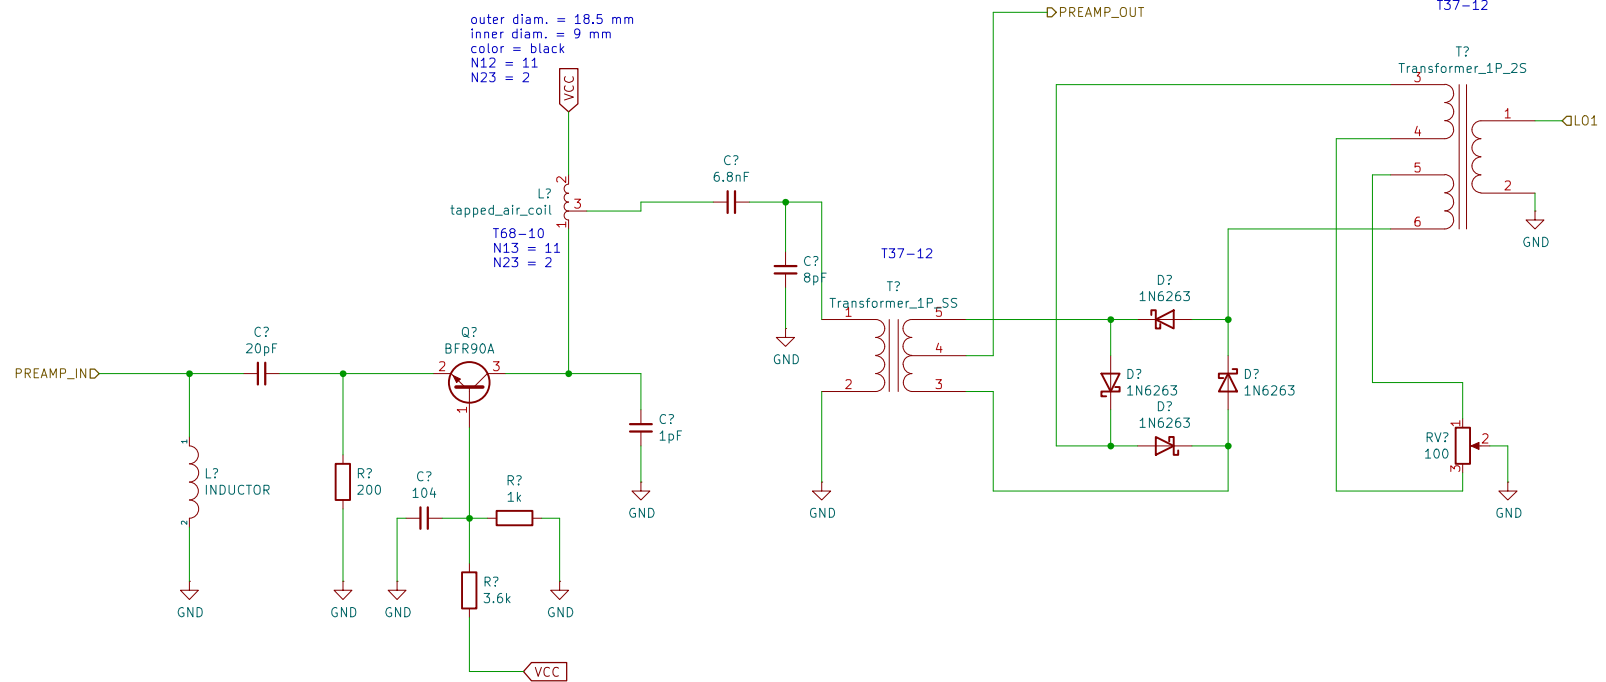 outer diam. = 18.5 mm
inner diam. = 9 mm
color = black
N12 = 11
N23 = 2
VCC
PREAMP_OUT
T37-12
T?
Transformer_1P_2S
3
4
5
6
1
2
LO1
GND
C?
6.8nF
L?
tapped_air_coil
2
3
1
T68-10
N13 = 11
N23 = 2
C?
8pF
GND
T37-12
T?
Transformer_1P_SS
1
2
5
4
3
GND
D?
1N6263
D?
1N6263
D?
1N6263
D?
1N6263
RV?
100
1
2
3
GND
PREAMP_IN
C?
20pF
Q?
BFR90A
2
3
1
C?
1pF
GND
1
L?
INDUCTOR
2
GND
R?
200
GND
C?
104
GND
R?
1k
GND
R?
3.6k
VCC